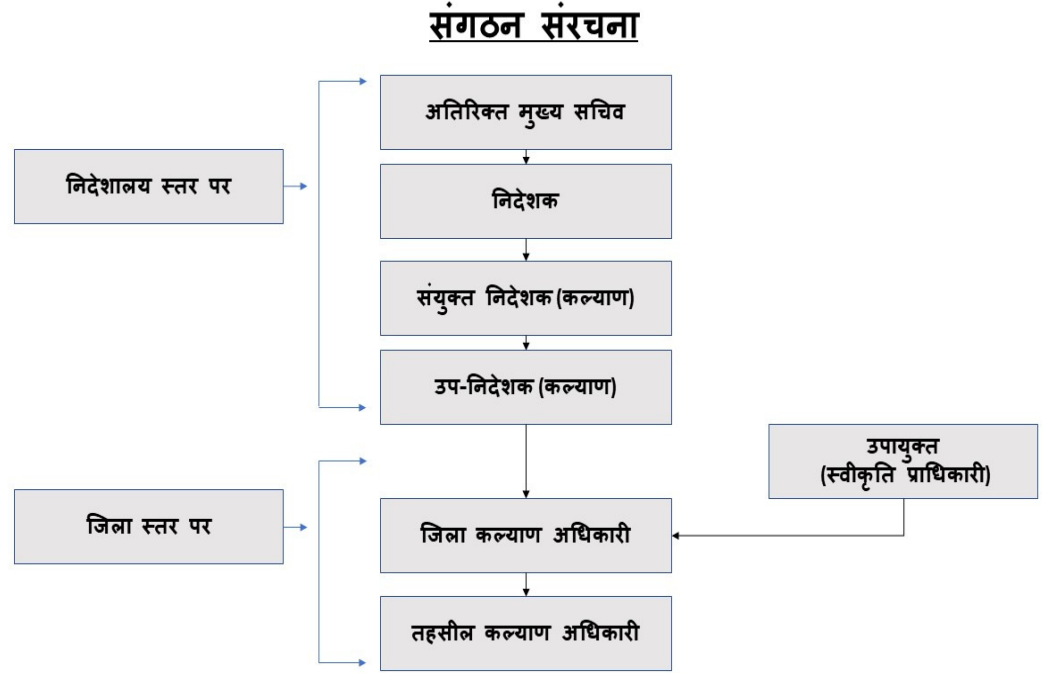 संगठन संरचना
अतिरिक्त मुख्य सचिव
निदेशालय स्तर पर
निदेशक
संयुक्त निदेशक (कल्याण)
उप-निदेशक (कल्याण)
उपायुक्त
(स्वीकृति प्राधिकारी)
जिला स्तर पर
जिला कल्याण अधिकारी
तहसील कल्याण अधिकारी